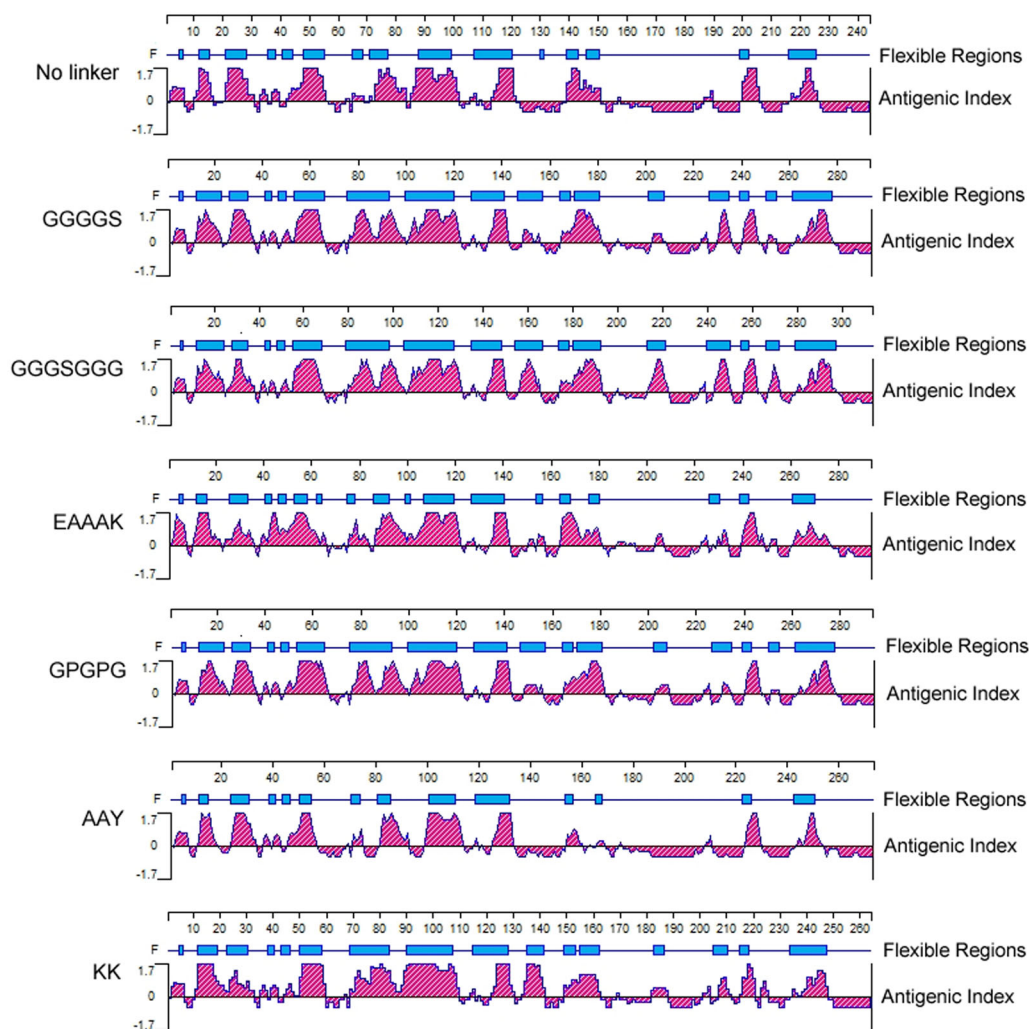 10 20 30 40 50 60 70 80 90 100 110 120 130 140 150 160 170 180 190 200 210 220 230 240
F Flexible Regions
No linker 1.7
0 Antigenic Index
-1.7
20 40 60 80 100 120 140 160 180 200 220 240 260 280
F Flexible Regions
GGGGS 1.7
0 Antigenic Index
-1.7
20 40 60 80 100 120 140 160 180 200 220 240 260 280 300
F Flexible Regions
GGGSGGG 1.7
0 Antigenic Index
-1.7
20 40 60 80 100 120 140 160 180 200 220 240 260 280
F Flexible Regions
EAAAK 1.7
0 Antigenic Index
-1.7
20 40 60 80 100 120 140 160 180 200 220 240 260 280
F Flexible Regions
GPGPG 1.7
0 Antigenic Index
-1.7
20 40 60 80 100 120 140 160 180 200 220 240 260
F Flexible Regions
AAY 1.7
0 Antigenic Index
-1.7
10 20 30 40 50 60 70 80 90 100 110 120 130 140 150 160 170 180 190 200 210 220 230 240 250 260
F Flexible Regions
KK 1.7
0 Antigenic Index
-1.7